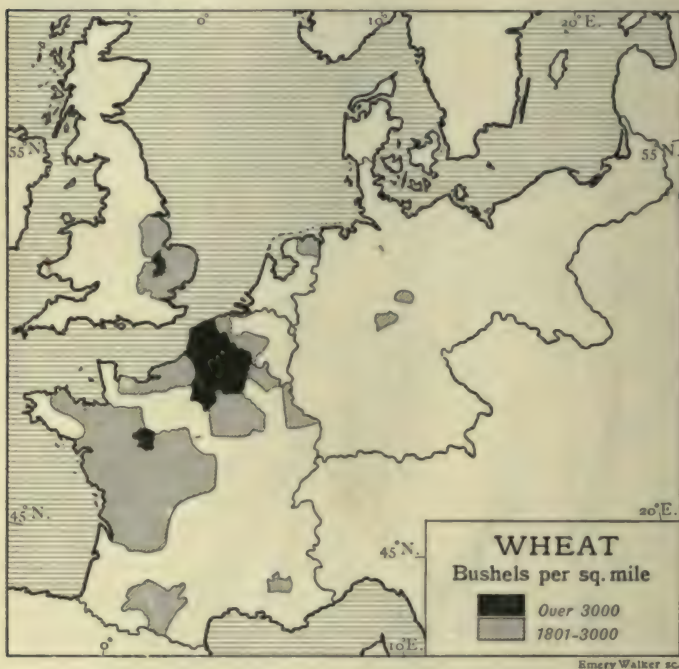 0°
10°
20°E.
55°N.
55°N.
45°N.
20°E.
45°N.
WHEAT
Bushels per sq. mile
Over 3000
1801-3000
0°
10°E.
Emery Walker sc.